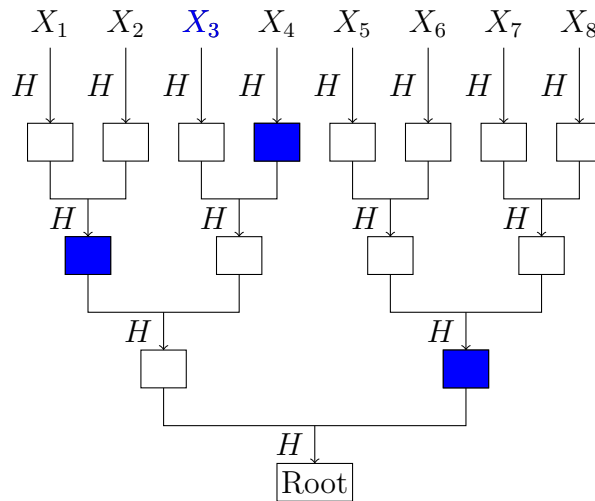 X₁ X₂ X₃ X₄ X₅ X₆ X₇ X₈
H H H H H H H H
H H H H
H H
H
Root